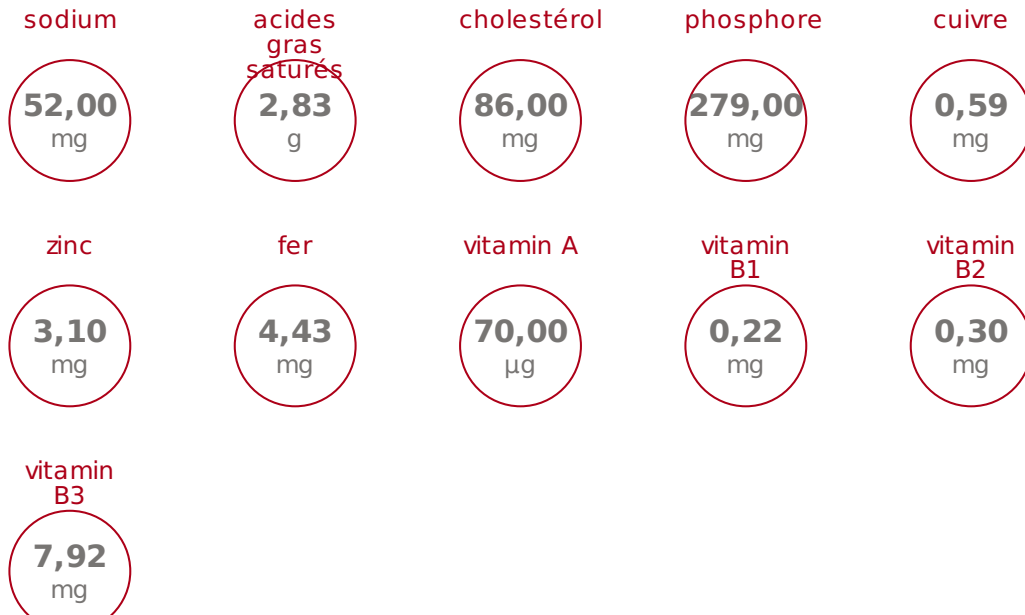 sodium
52,00
mg
acides
gras
saturés
2,83
g
cholestérol
86,00
mg
phosphore
279,00
mg
cuivre
0,59
mg
zinc
3,10
mg
fer
4,43
mg
vitamin A
70,00
µg
vitamin
B1
0,22
mg
vitamin
B2
0,30
mg
vitamin
B3
7,92
mg